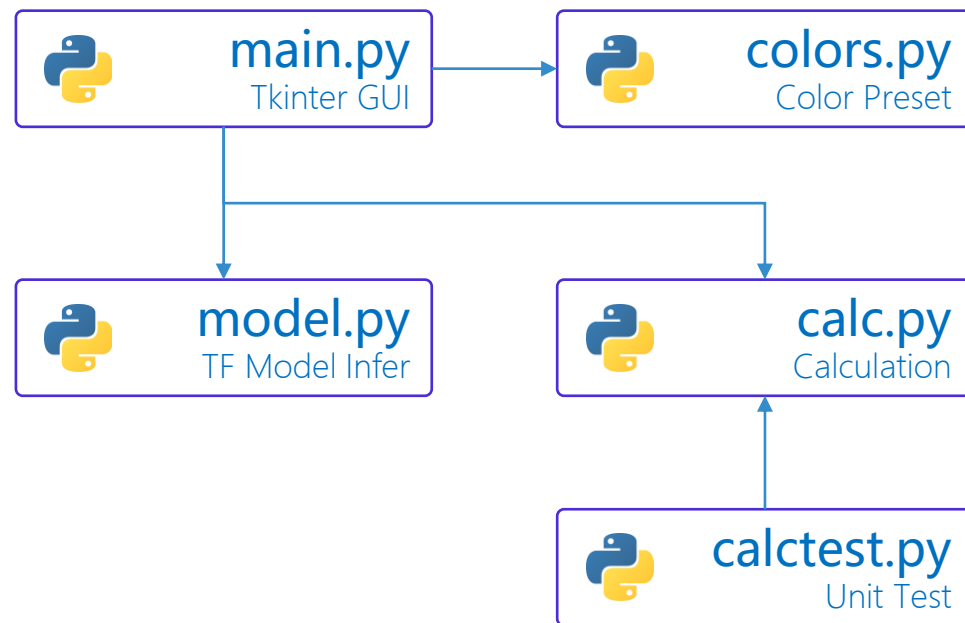 main.py
Tkinter GUI
colors.py
Color Preset
model.py
TF Model Infer
calc.py
Calculation
calctest.py
Unit Test